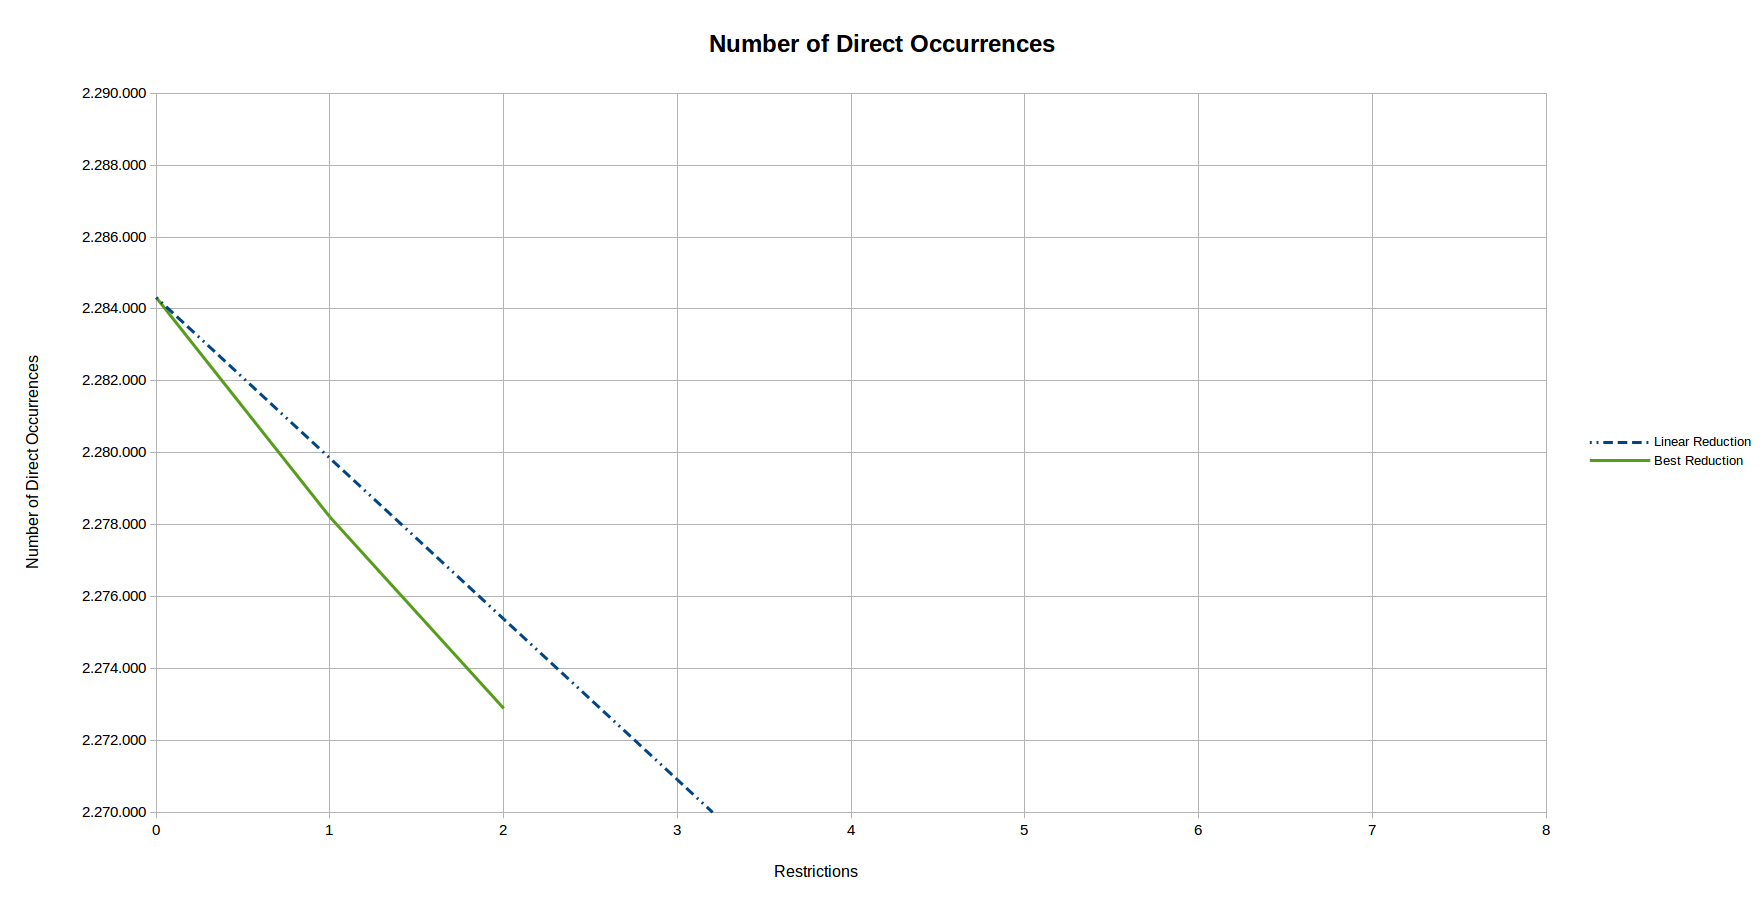 Number of Direct Occurrences
Number of Direct Occurrences
2.290.000
2.288.000
2.286.000
2.284.000
2.282.000
2.280.000
2.278.000
2.276.000
2.274.000
2.272.000
2.270.000
0 1 2 3 4 5 6 7 8
Restrictions
Linear Reduction
Best Reduction